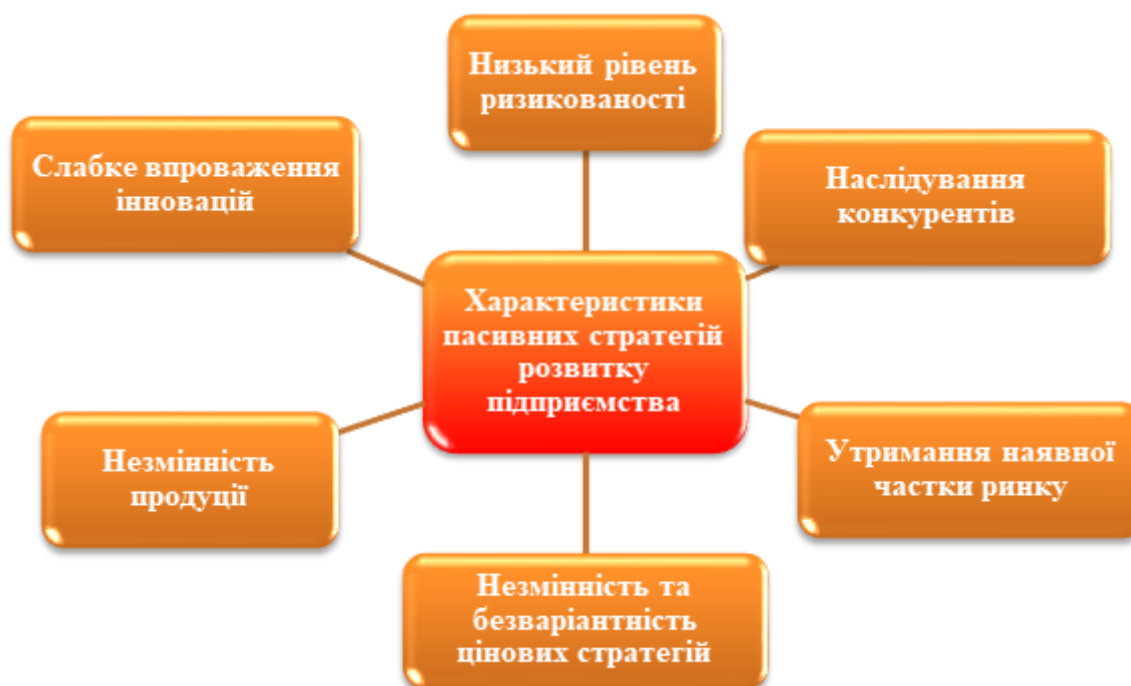 Низький рівень
ризикованості
Слабке впроваження
інновацій
Наслідування
конкурентів
Характеристики
пасивних стратегій
розвитку
підприємства
Незмінність
продуції
Утримання наявної
частки ринку
Незмінність та
безваріантність
цінових стратегій